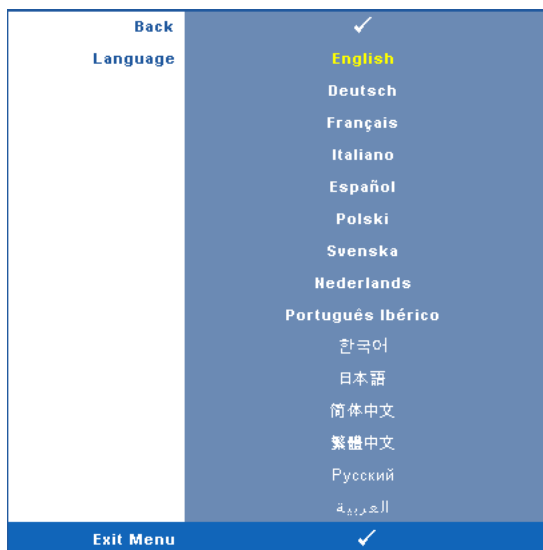 Back ✓
Language English
Deutsch
Français
Italiano
Español
Polski
Svenska
Nederlands
Português Ibérico
한국어
日本語
简体中文
繁體中文
Русский
العربية
Exit Menu ✓